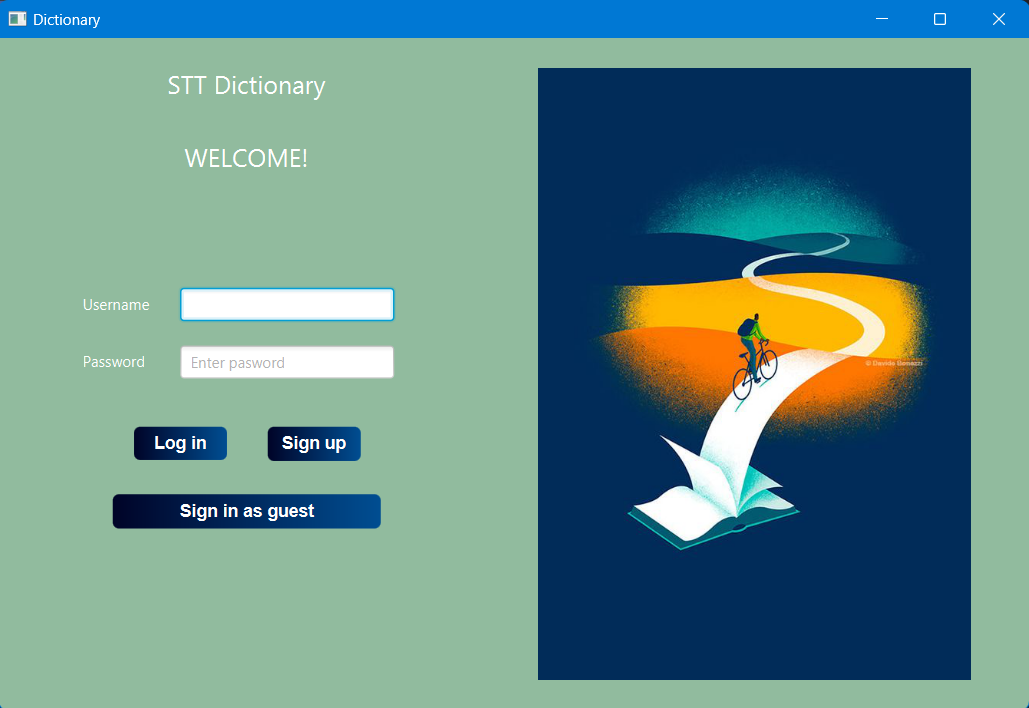 Dictionary
STT Dictionary
WELCOME!
Username
Password
Enter pasword
Log in
Sign up
Sign in as guest
© Davide Bonazzi